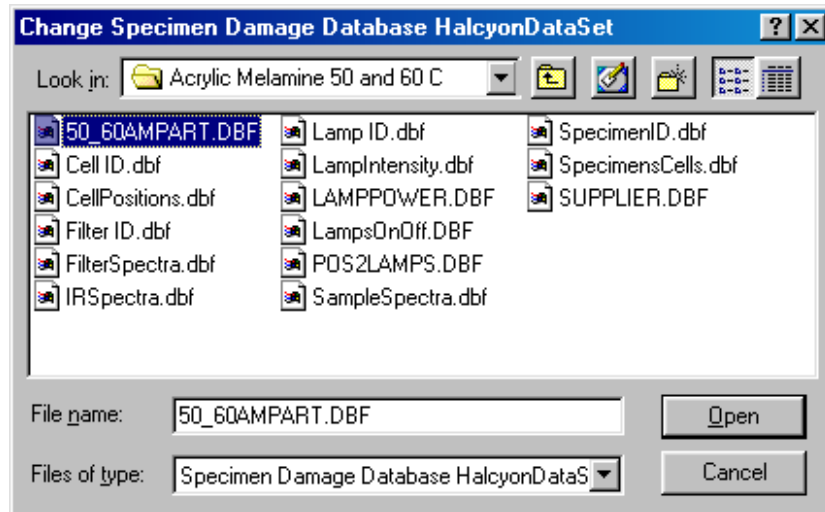 Change Specimen Damage Database HalcyonDataSet
Look in: Acrylic Melamine 50 and 60 C
50_60AMPART.DBF
Cell ID.dbf
CellPositions.dbf
Filter ID.dbf
FilterSpectra.dbf
IRSpectra.dbf
Lamp ID.dbf
LampIntensity.dbf
LAMPPOWER.DBF
LampsOnOff.DBF
POS2LAMPS.DBF
SampleSpectra.dbf
SpecimenID.dbf
SpecimensCells.dbf
SUPPLIER.DBF
File name: 50_60AMPART.DBF Open
Files of type: Specimen Damage Database HalcyonDataS Cancel